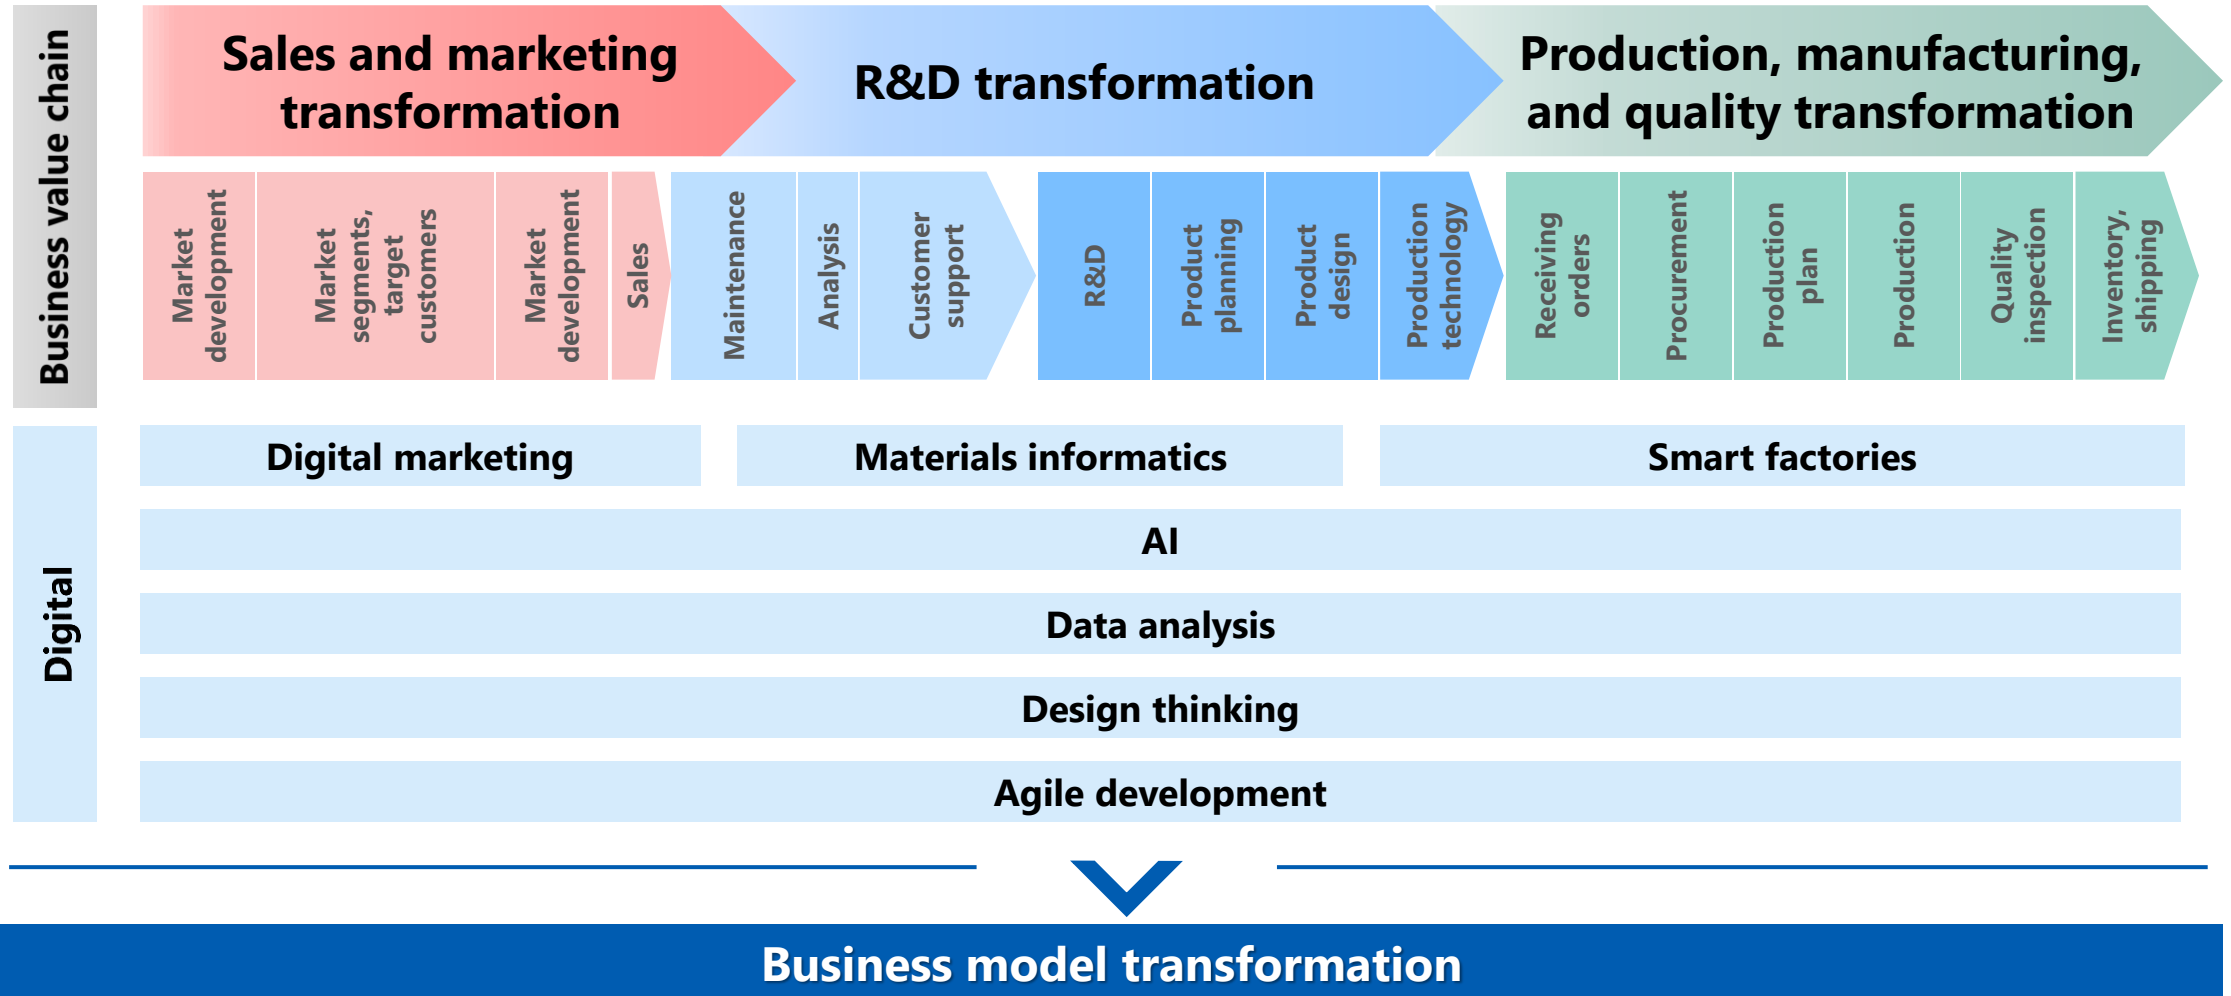 Business value chain
Sales and marketing
transformation
R&D transformation
Production, manufacturing,
and quality transformation
Market
development
Market
segments,
target
customers
Market
development
Sales
Maintenance
Analysis
Customer
support
R&D
Product
planning
Product
design
Production
technology
Receiving
orders
Procurement
Production
plan
Production
Quality
inspection
Inventory,
shipping
Digital
Digital marketing
Materials informatics
Smart factories
AI
Data analysis
Design thinking
Agile development
Business model transformation